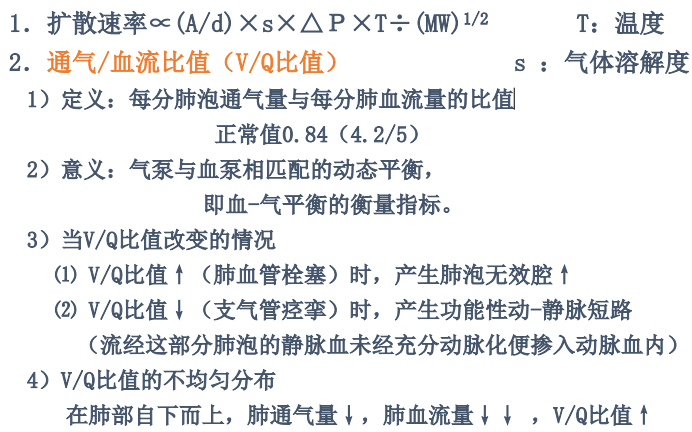 1. 扩散速率∝(A/d)×s×△P×T÷(MW)1/2 T：温度
2. 通气/血流比值（V/Q比值） s ：气体溶解度
1）定义：每分肺泡通气量与每分肺血流量的比值
正常值0.84（4.2/5）
2）意义：气泵与血泵相匹配的动态平衡，
即血-气平衡的衡量指标。
3）当V/Q比值改变的情况
⑴ V/Q比值↑（肺血管栓塞）时，产生肺泡无效腔↑
⑵ V/Q比值↓（支气管痉挛）时，产生功能性动-静脉短路
（流经这部分肺泡的静脉血未经充分动脉化便掺入动脉血内）
4）V/Q比值的不均匀分布
在肺部自下而上，肺通气量↓，肺血流量↓↓ ，V/Q比值↑